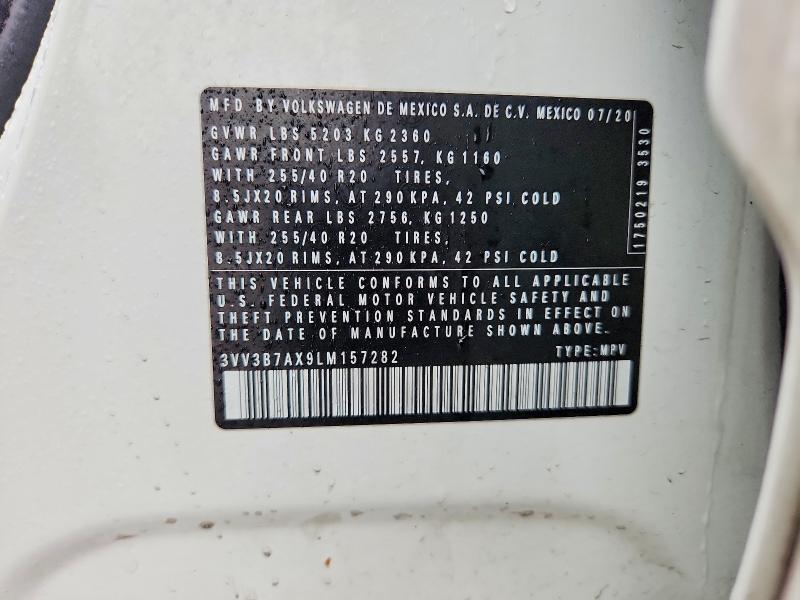 MFD BY VOLKSWAGEN DE MEXICO S.A. DE C.V. MEXICO 07/20
GVWR LBS 5203 KG 2360
GAWR FRONT LBS 2557, KG 1160
WITH 255/40 R20 TIRES,
8.5JX20 RIMS, AT 290 KPA, 42 PSI COLD
GAWR REAR LBS 2756, KG 1250
WITH 255/40 R20 TIRES,
8.5JX20 RIMS, AT 290 KPA, 42 PSI COLD
THIS VEHICLE CONFORMS TO ALL APPLICABLE
U.S. FEDERAL MOTOR VEHICLE SAFETY AND
THEFT PREVENTION STANDARDS IN EFFECT ON
THE DATE OF MANUFACTURE SHOWN ABOVE.
3VV3B7AX9LM157282 TYPE:MPV
1750219 3530